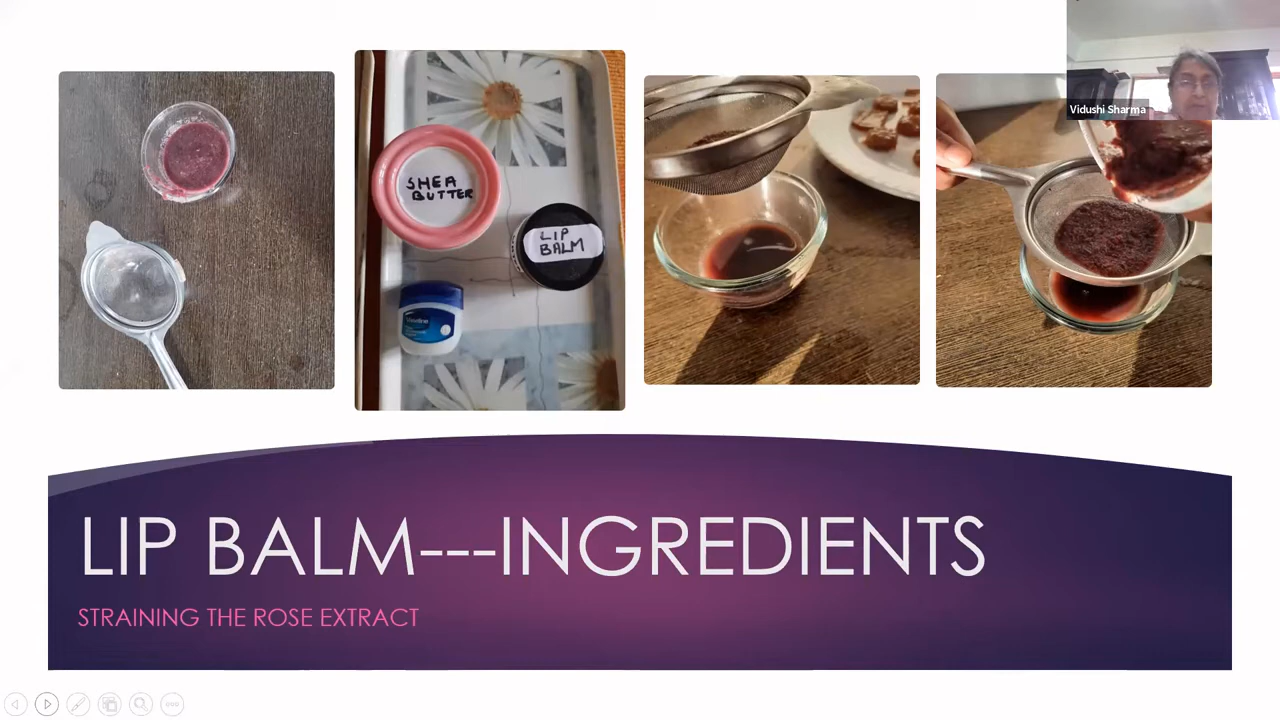 Vidushi Sharma
SHEA
BUTTER
LIP
BALM
Vaseline
LIP BALM---INGREDIENTS
STRAINING THE ROSE EXTRACT